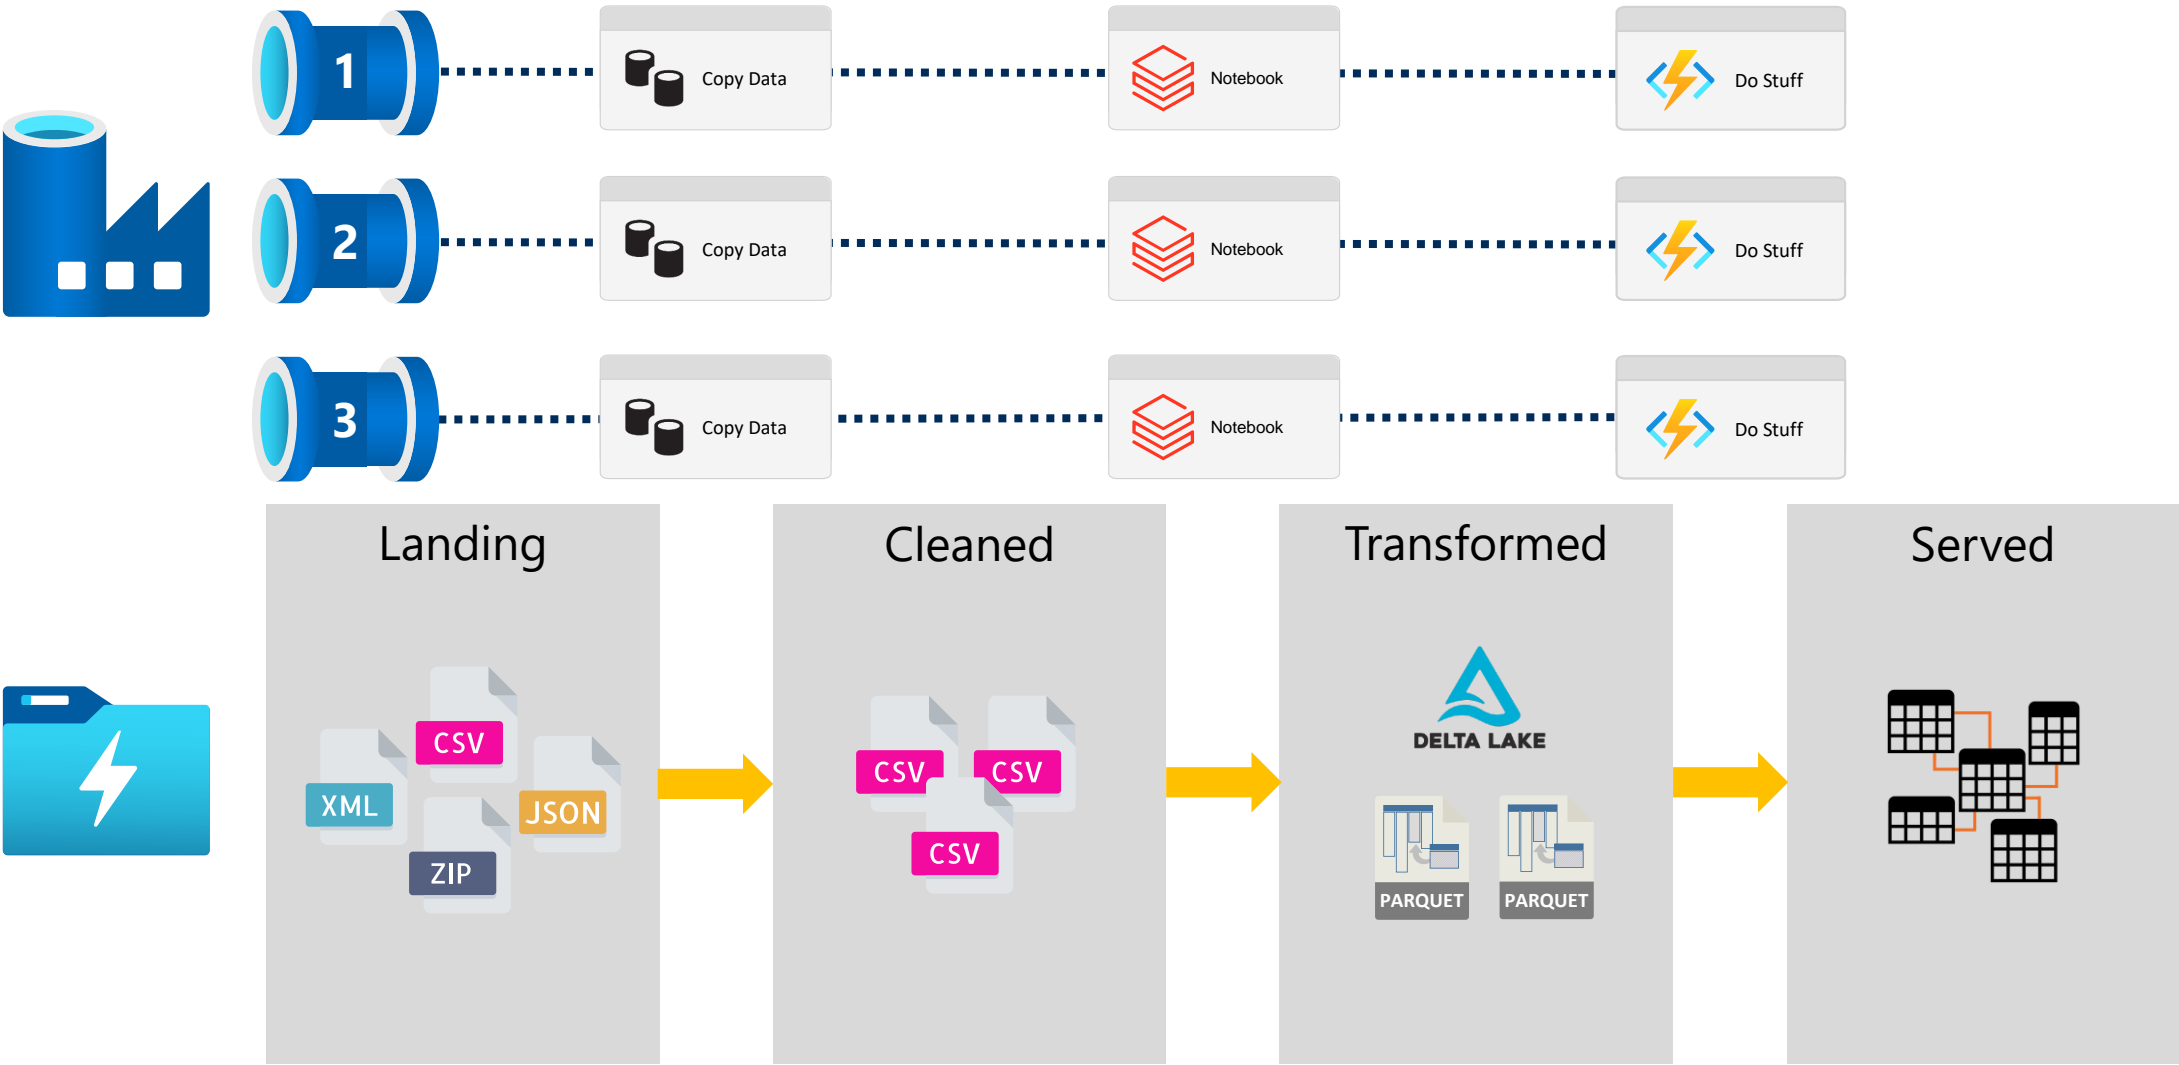 1
Copy Data
Notebook
Do Stuff
2
Copy Data
Notebook
Do Stuff
3
Copy Data
Notebook
Do Stuff
Landing
Cleaned
Transformed
Served
CSV
XML
JSON
ZIP
CSV
CSV
CSV
DELTA LAKE
PARQUET
PARQUET